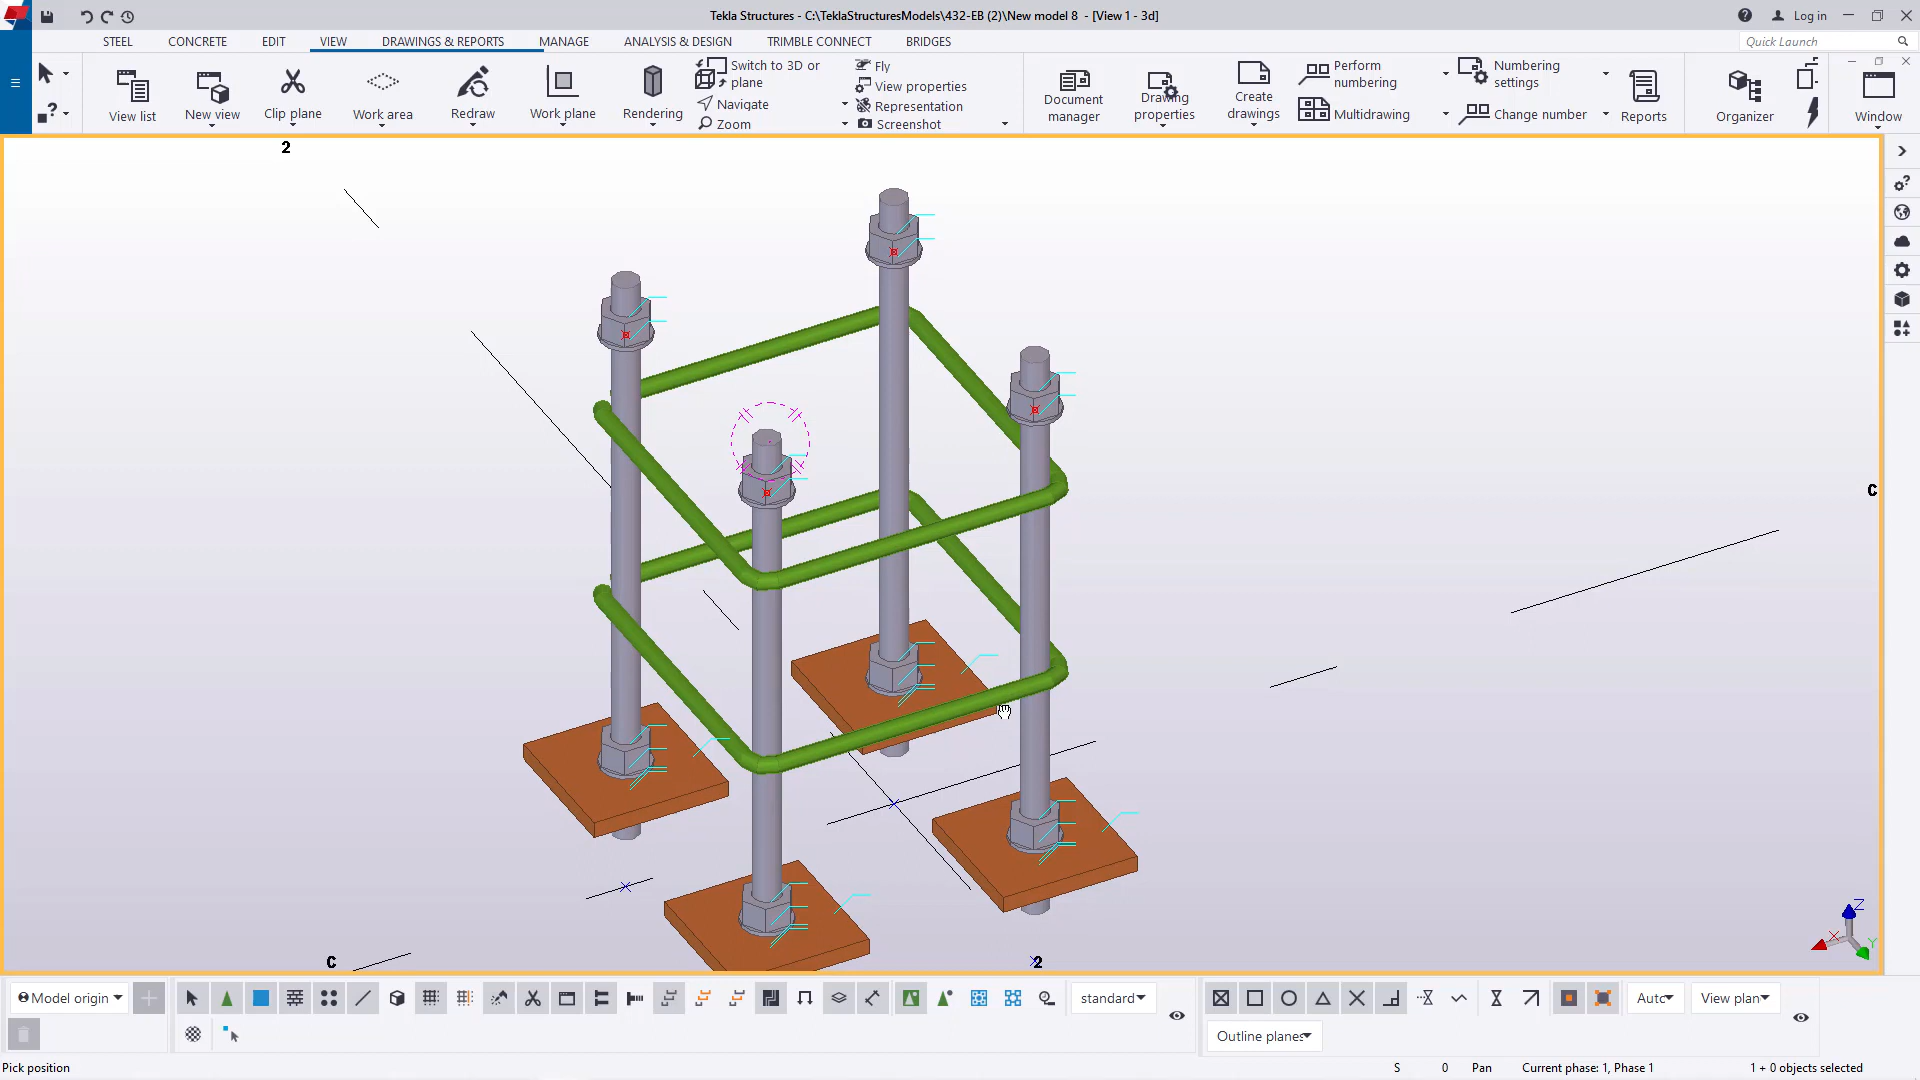 Tekla Structures - C:\TeklaStructuresModels\432-EB (2)\New model 8 - [View 1 - 3d]
Log in
STEEL CONCRETE EDIT VIEW DRAWINGS & REPORTS MANAGE ANALYSIS & DESIGN TRIMBLE CONNECT BRIDGES
Quick Launch
View list
New view
Clip plane
Work area
Redraw
Work plane
Rendering
Switch to 3D or
plane
Navigate
Zoom
Fly
View properties
Representation
Screenshot
Document
manager
Drawing
properties
Create
drawings
Perform
numbering
Multidrawing
Numbering
settings
Change number
Reports
Organizer
Window
2
C
Z
X
Y
C
2
Model origin
standard
Auto
View plan
Outline planes
Pick position
S 0 Pan Current phase: 1, Phase 1 1 + 0 objects selected